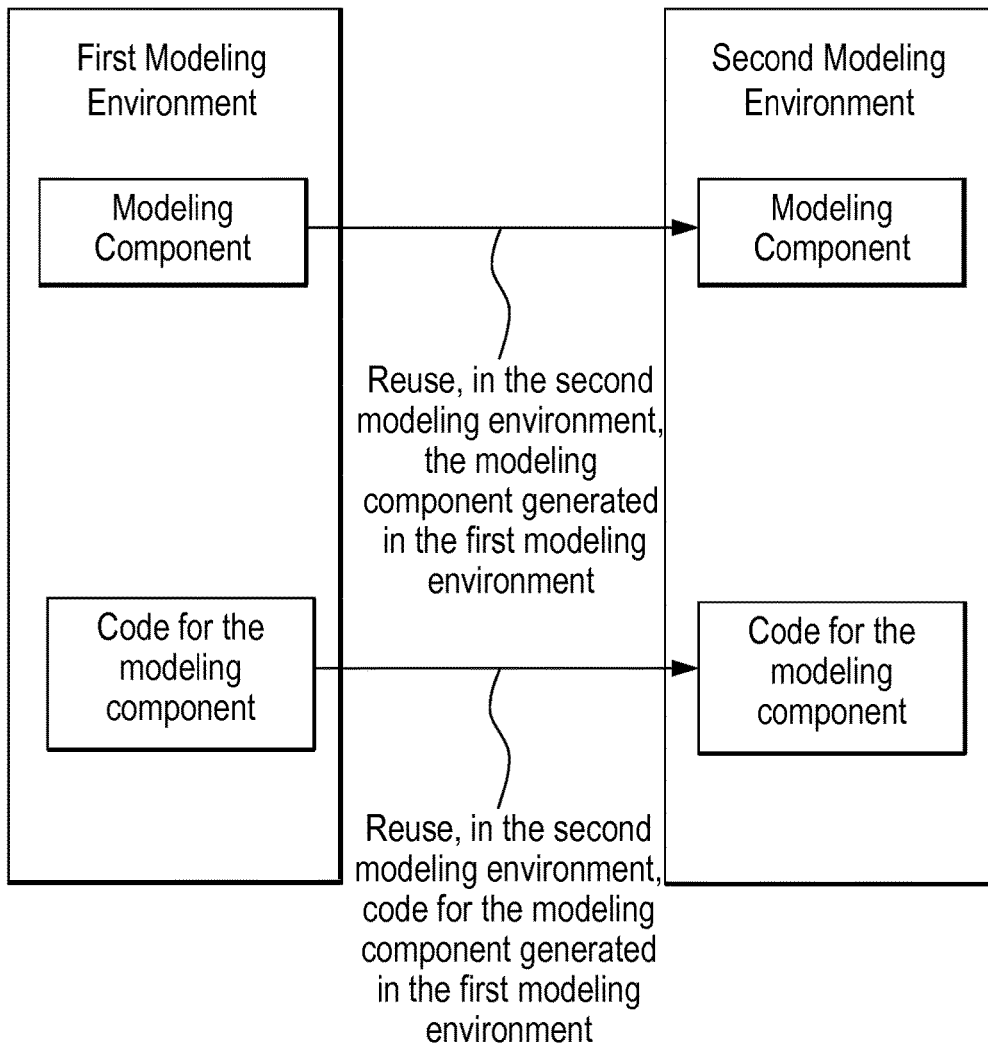 First Modeling
Environment
Second Modeling
Environment
Modeling
Component
Modeling
Component
Reuse, in the second
modeling environment,
the modeling
component generated
in the first modeling
environment
Code for the
modeling
component
Code for the
modeling
component
Reuse, in the second
modeling environment,
code for the modeling
component generated
in the first modeling
environment